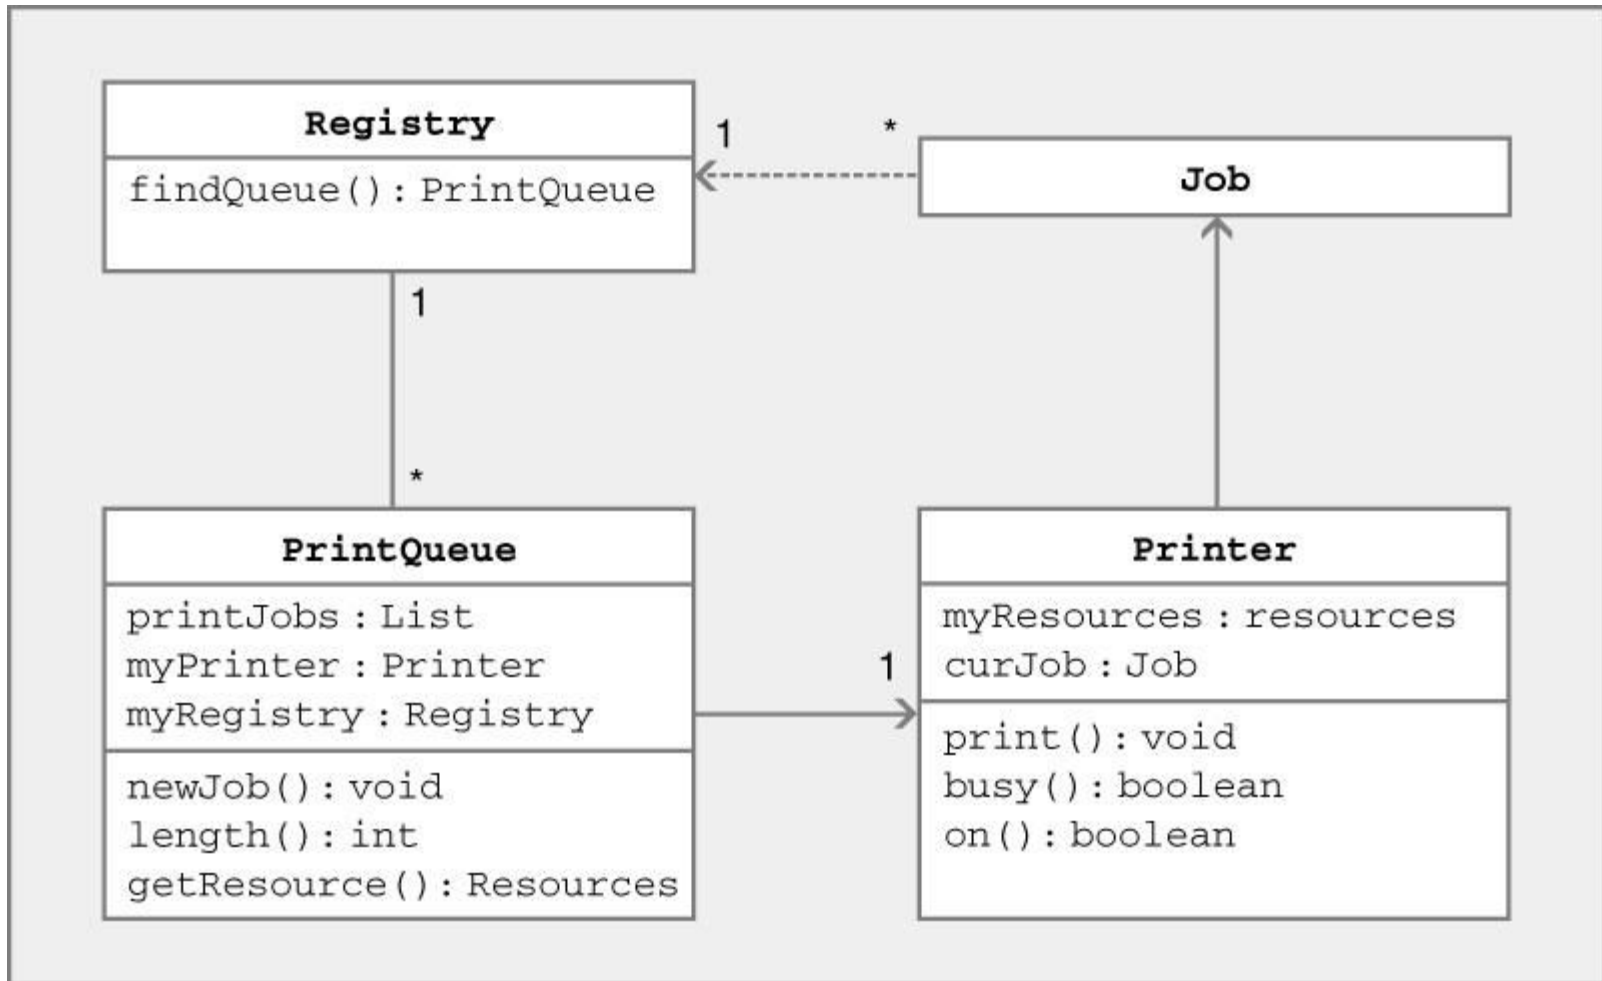 Registry
findQueue(): PrintQueue
1
*
Job
1
*
PrintQueue
printJobs : List
myPrinter : Printer
myRegistry : Registry
newJob(): void
length(): int
getResource(): Resources
1
Printer
myResources : resources
curJob : Job
print(): void
busy(): boolean
on(): boolean